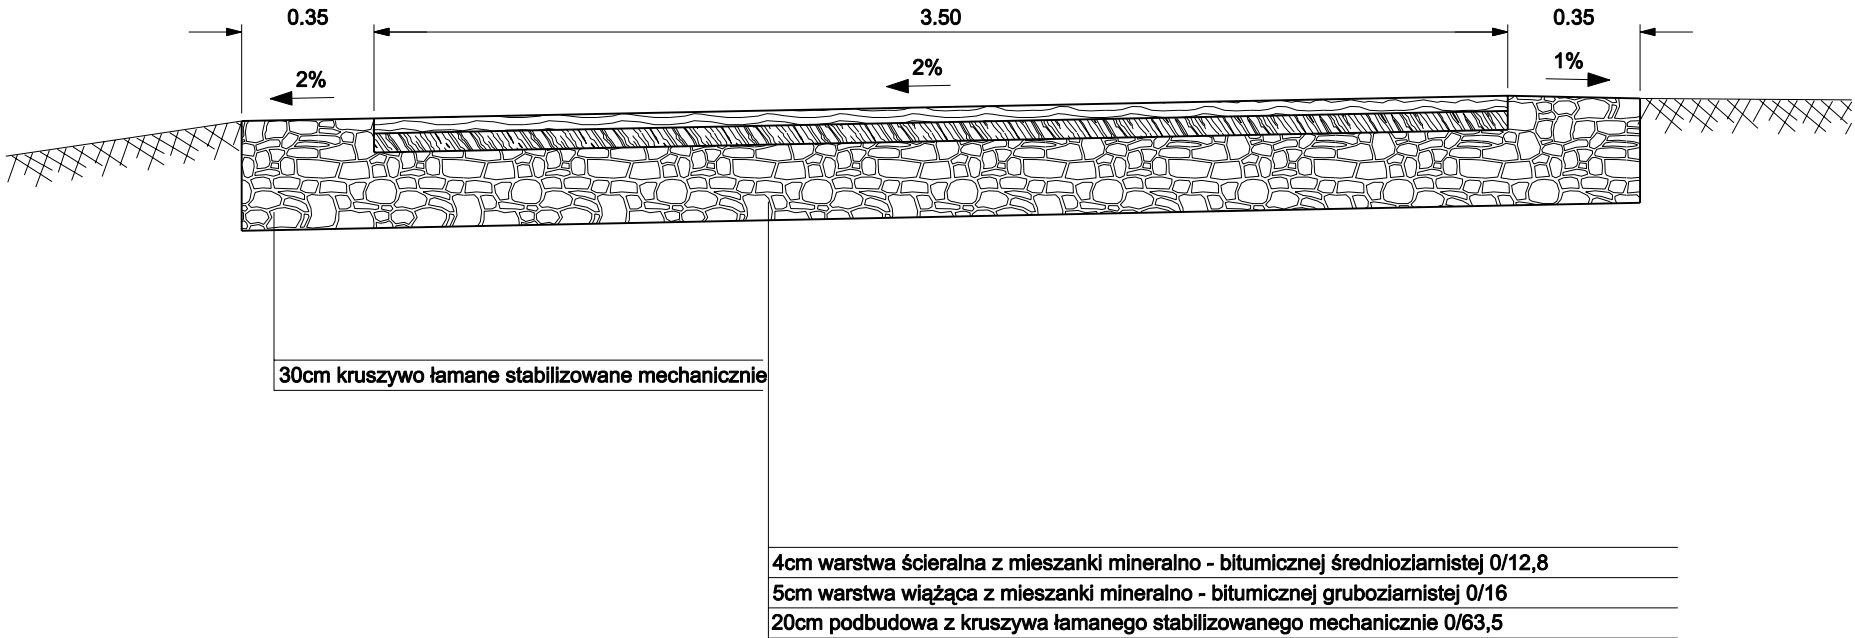 0.35 3.50 0.35
2% 2% 1%
30cm kruszywo łamane stabilizowane mechanicznie
4cm warstwa ścieralna z mieszanki mineralno - bitumicznej średnioziarnistej 0/12,8
5cm warstwa wiążąca z mieszanki mineralno - bitumicznej gruboziarnistej 0/16
20cm podbudowa z kruszywa łamanego stabilizowanego mechanicznie 0/63,5